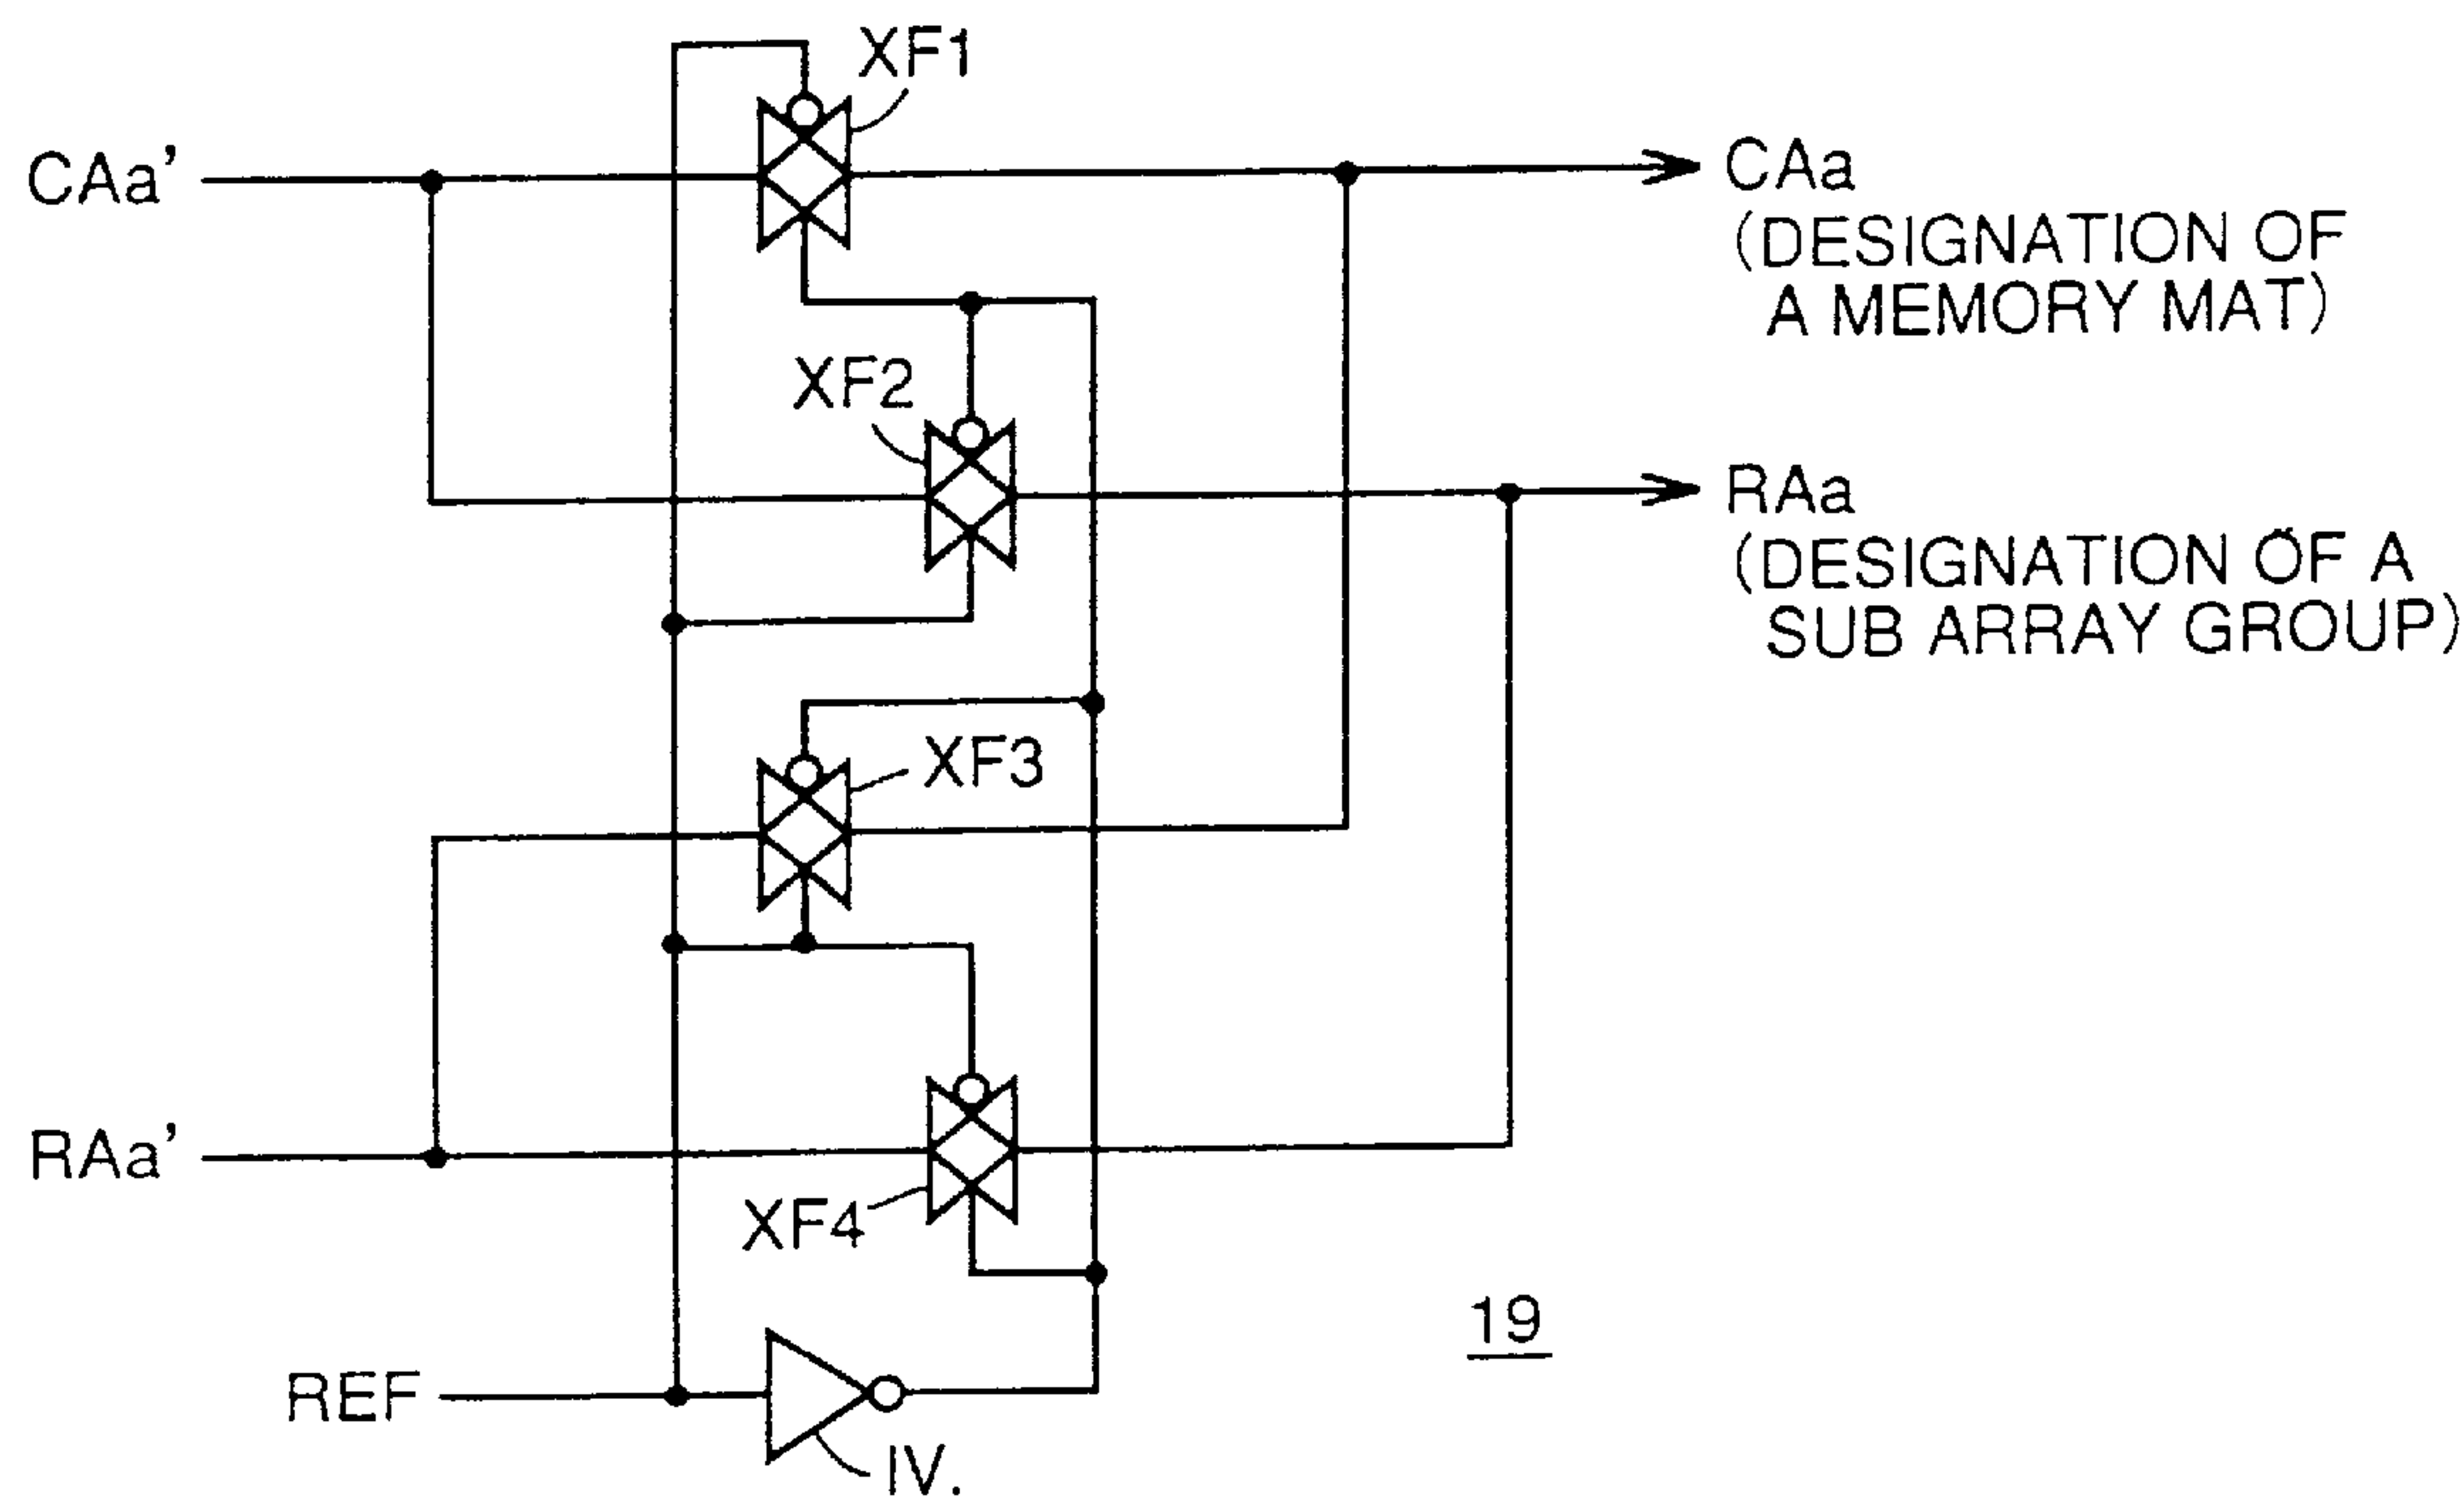 XF1
CAa'
CAa
(DESIGNATION OF
A MEMORY MAT)
XF2
RAa
(DESIGNATION OF A
SUB ARRAY GROUP)
XF3
RAa'
XF4
19
REF
IV.